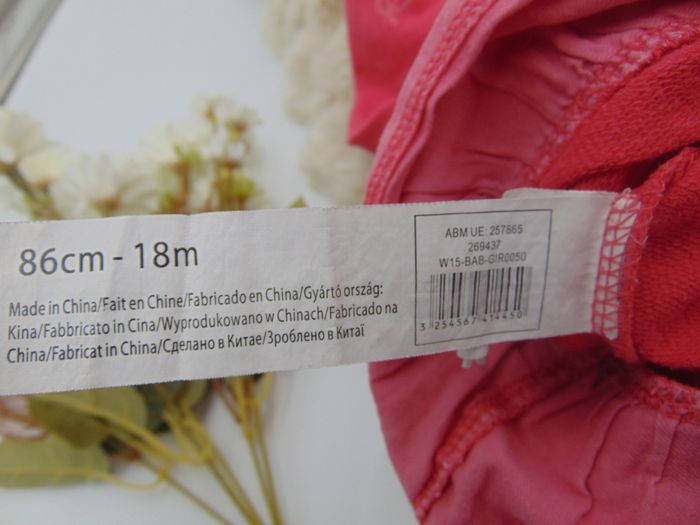 86cm - 18m
Made in China/Fait en Chine/Fabricado en China/Gyártó ország:
Kina/Fabbricato in Cina/Wyprodukowano w Chinach/Fabricado na
China/Fabricat in China/Сделано в Китае/Зроблено в Китаї
ABM UE: 257865
269437
W15-BAB-GIR0050
3 254567 414450